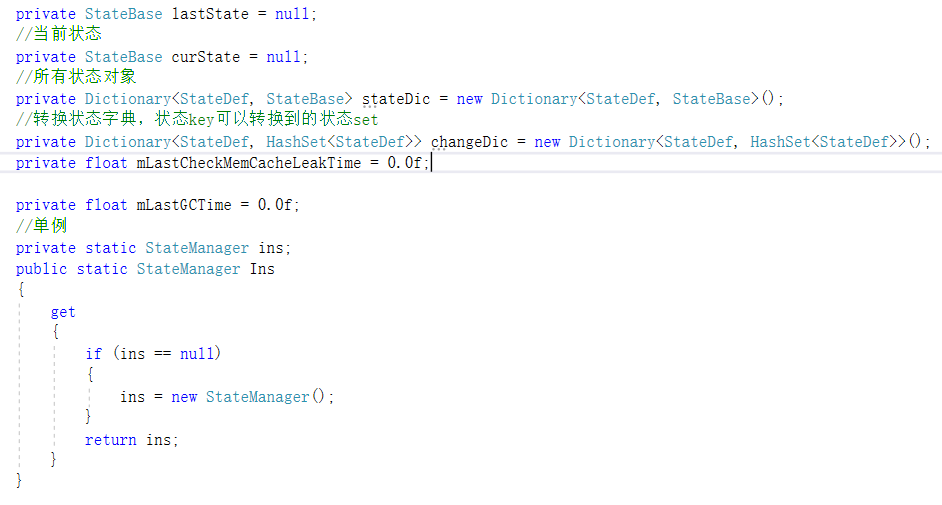 private StateBase lastState = null;
//当前状态
private StateBase curState = null;
//所有状态对象
private Dictionary<StateDef, StateBase> stateDic = new Dictionary<StateDef, StateBase>();
//转换状态字典，状态key可以转换到的状态set
private Dictionary<StateDef, HashSet<StateDef>> changeDic = new Dictionary<StateDef, HashSet<StateDef>>();
private float mLastCheckMemCacheLeakTime = 0.0f;
private float mLastGCTime = 0.0f;
//单例
private static StateManager ins;
public static StateManager Ins
{
get
{
if (ins == null)
{
ins = new StateManager();
}
return ins;
}
}